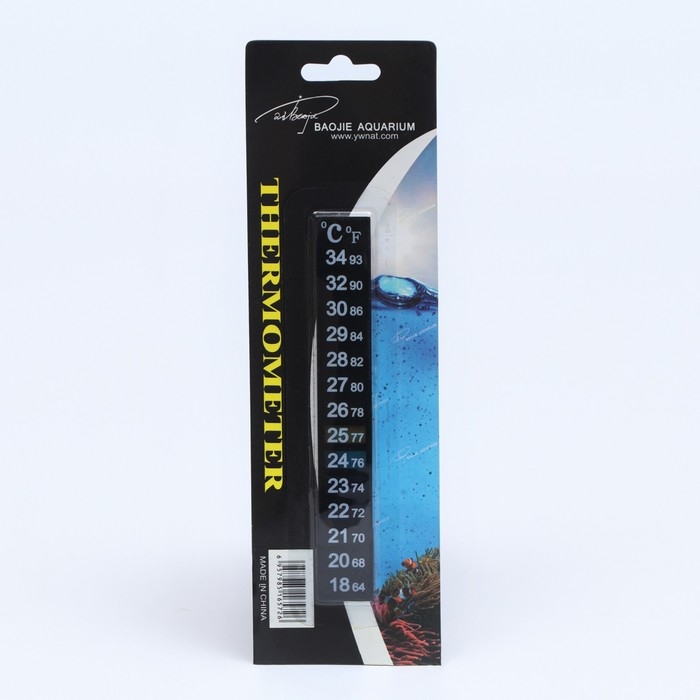 BAOJIE AQUARIUM
www.ywnat.com
THERMOMETER
°C °F
34 93
32 90
30 86
29 84
28 82
27 80
26 78
25 77
24 76
23 74
22 72
21 70
20 68
18 64
MADE IN CHINA